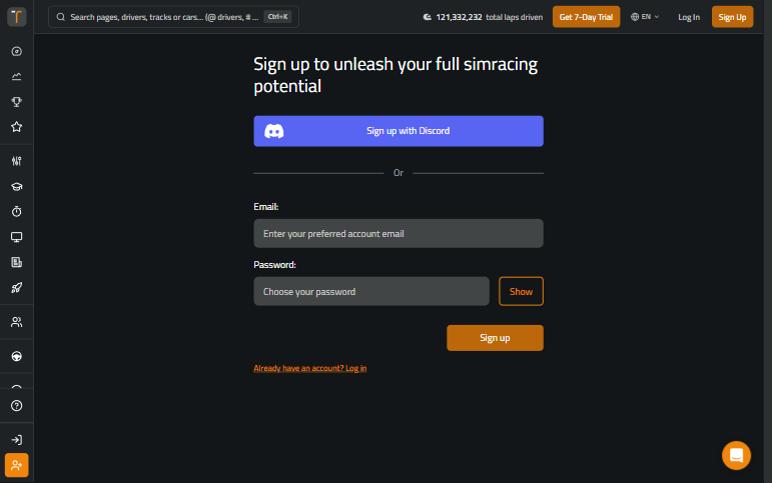 Search pages, drivers, tracks or cars... (@ drivers, # ... Ctrl+K
121,332,232 total laps driven
Get 7-Day Trial
EN
Log In
Sign Up
Sign up to unleash your full simracing
potential
Sign up with Discord
Or
Email:
Enter your preferred account email
Password:
Choose your password
Show
Sign up
Already have an account? Log in